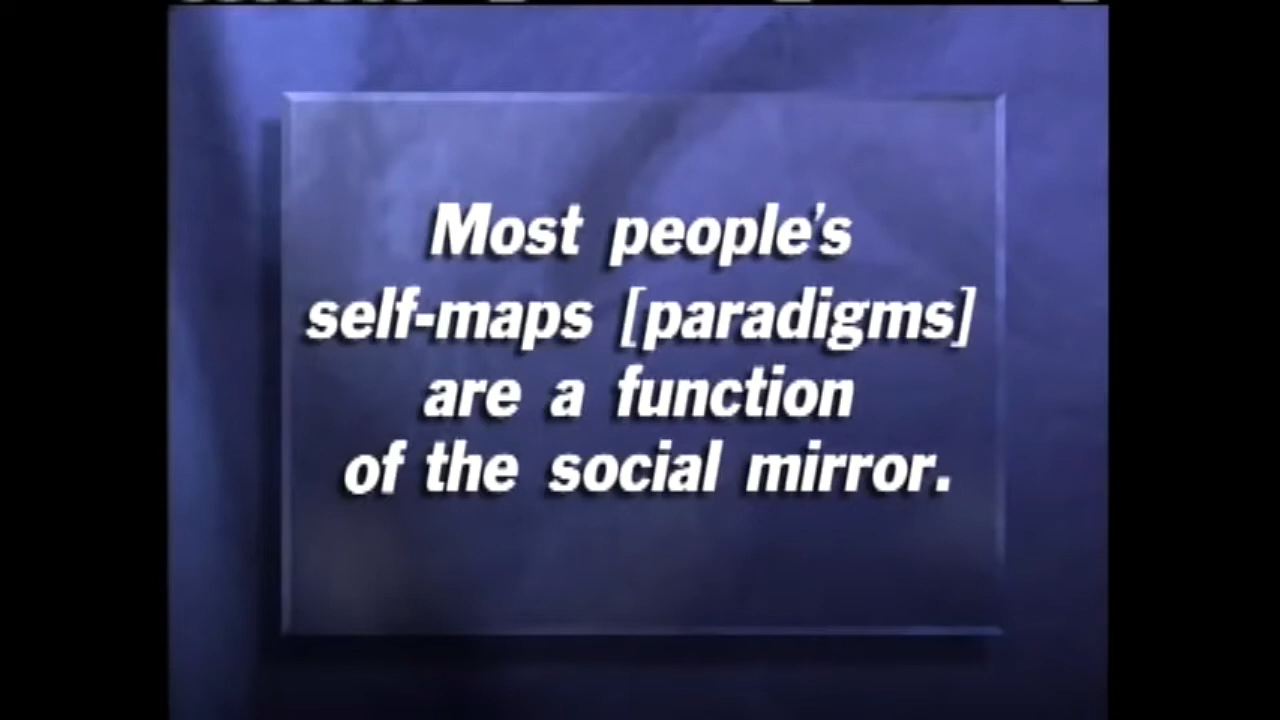 Most people's
self-maps [paradigms]
are a function
of the social mirror.